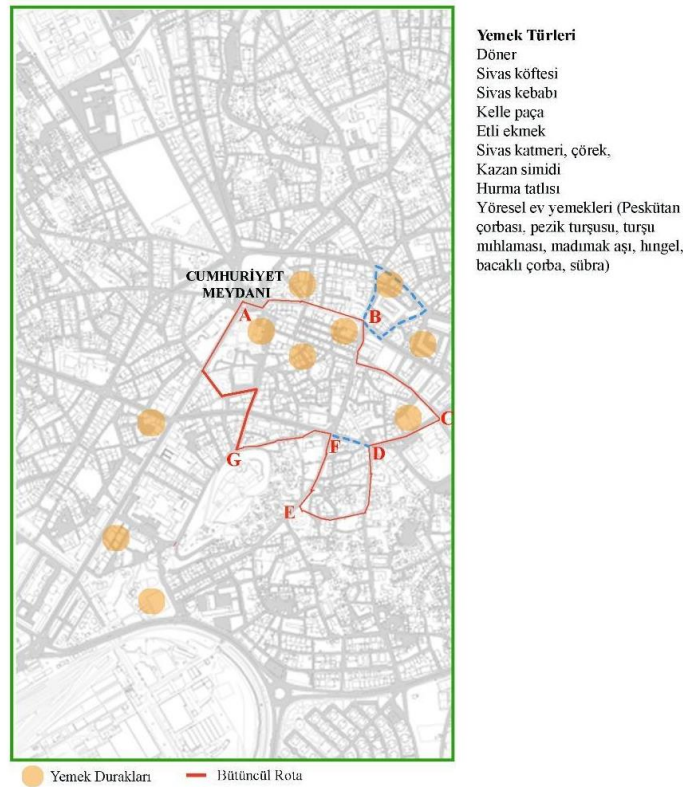 Yemek Türleri
Döner
Sivas köftesi
Sivas kebabı
Kelle paça
Etli ekmek
Sivas katmeri, çörek,
Kazan simidi
Hurma tatlısı
Yöresel ev yemekleri (Peskütan
çorbası, pezik turşusu, turşu
mıhlaması, madımak aşı, hıngel,
bacaklı çorba, sübra)
CUMHURİYET
MEYDANI
A
B
C
D
E
F
G
Yemek Durakları
Bütüncül Rota